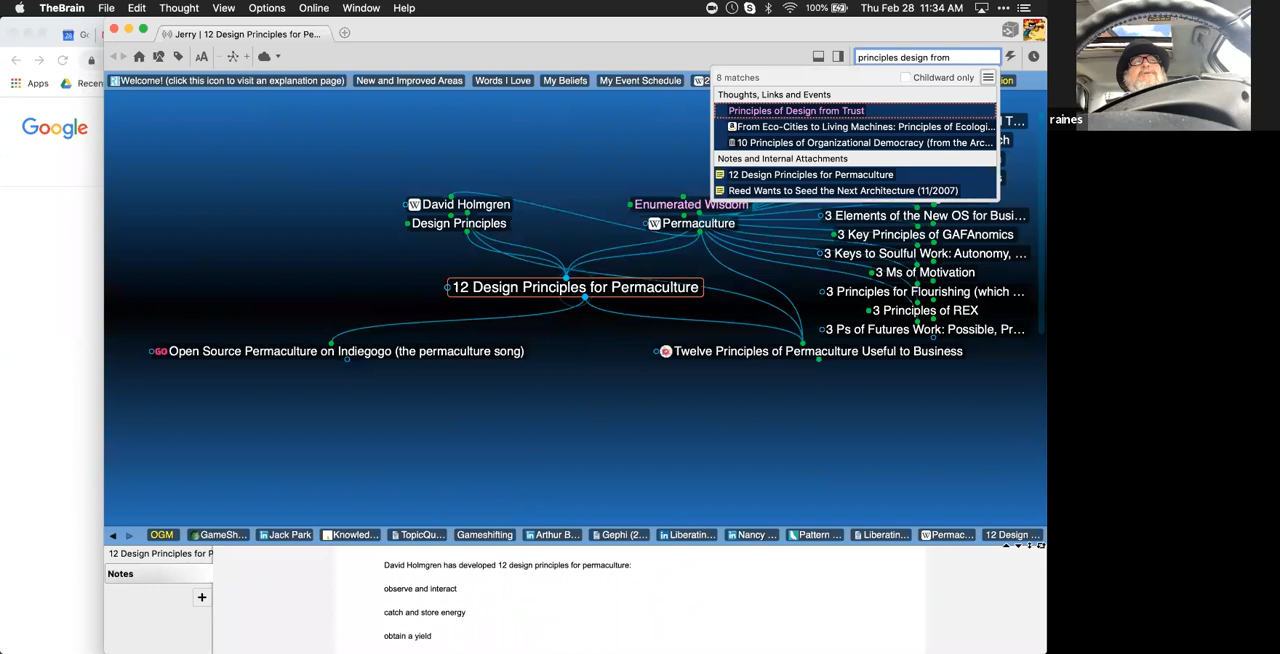 TheBrain File Edit Thought View Options Online Window Help 100% Thu Feb 28 11:34 AM
Jerry | 12 Design Principles for Pe...
AA
principles design from
Apps
Recen
Welcome! (click this icon to visit an explanation page) New and Improved Areas Words I Love My Beliefs My Event Schedule
8 matches
Childward only
Thoughts, Links and Events
Principles of Design from Trust
From Eco-Cities to Living Machines: Principles of Ecologi...
10 Principles of Organizational Democracy (from the Arc...
Notes and Internal Attachments
12 Design Principles for Permaculture
Reed Wants to Seed the Next Architecture (11/2007)
raines
Google
David Holmgren
Design Principles
Enumerated Wisdom
Permaculture
3 Elements of the New OS for Busi...
3 Key Principles of GAFAnomics
3 Keys to Soulful Work: Autonomy, ...
3 Ms of Motivation
3 Principles for Flourishing (which ...
3 Principles of REX
3 Ps of Futures Work: Possible, Pr...
12 Design Principles for Permaculture
GO Open Source Permaculture on Indiegogo (the permaculture song)
Twelve Principles of Permaculture Useful to Business
OGM GameSh... Jack Park Knowled... TopicQu... Gameshifting Arthur B... Gephi (2... Liberatin... Nancy ... Pattern ... Liberatin... Permac... 12 Design ...
12 Design Principles for P
Notes
+
David Holmgren has developed 12 design principles for permaculture:
observe and interact
catch and store energy
obtain a yield